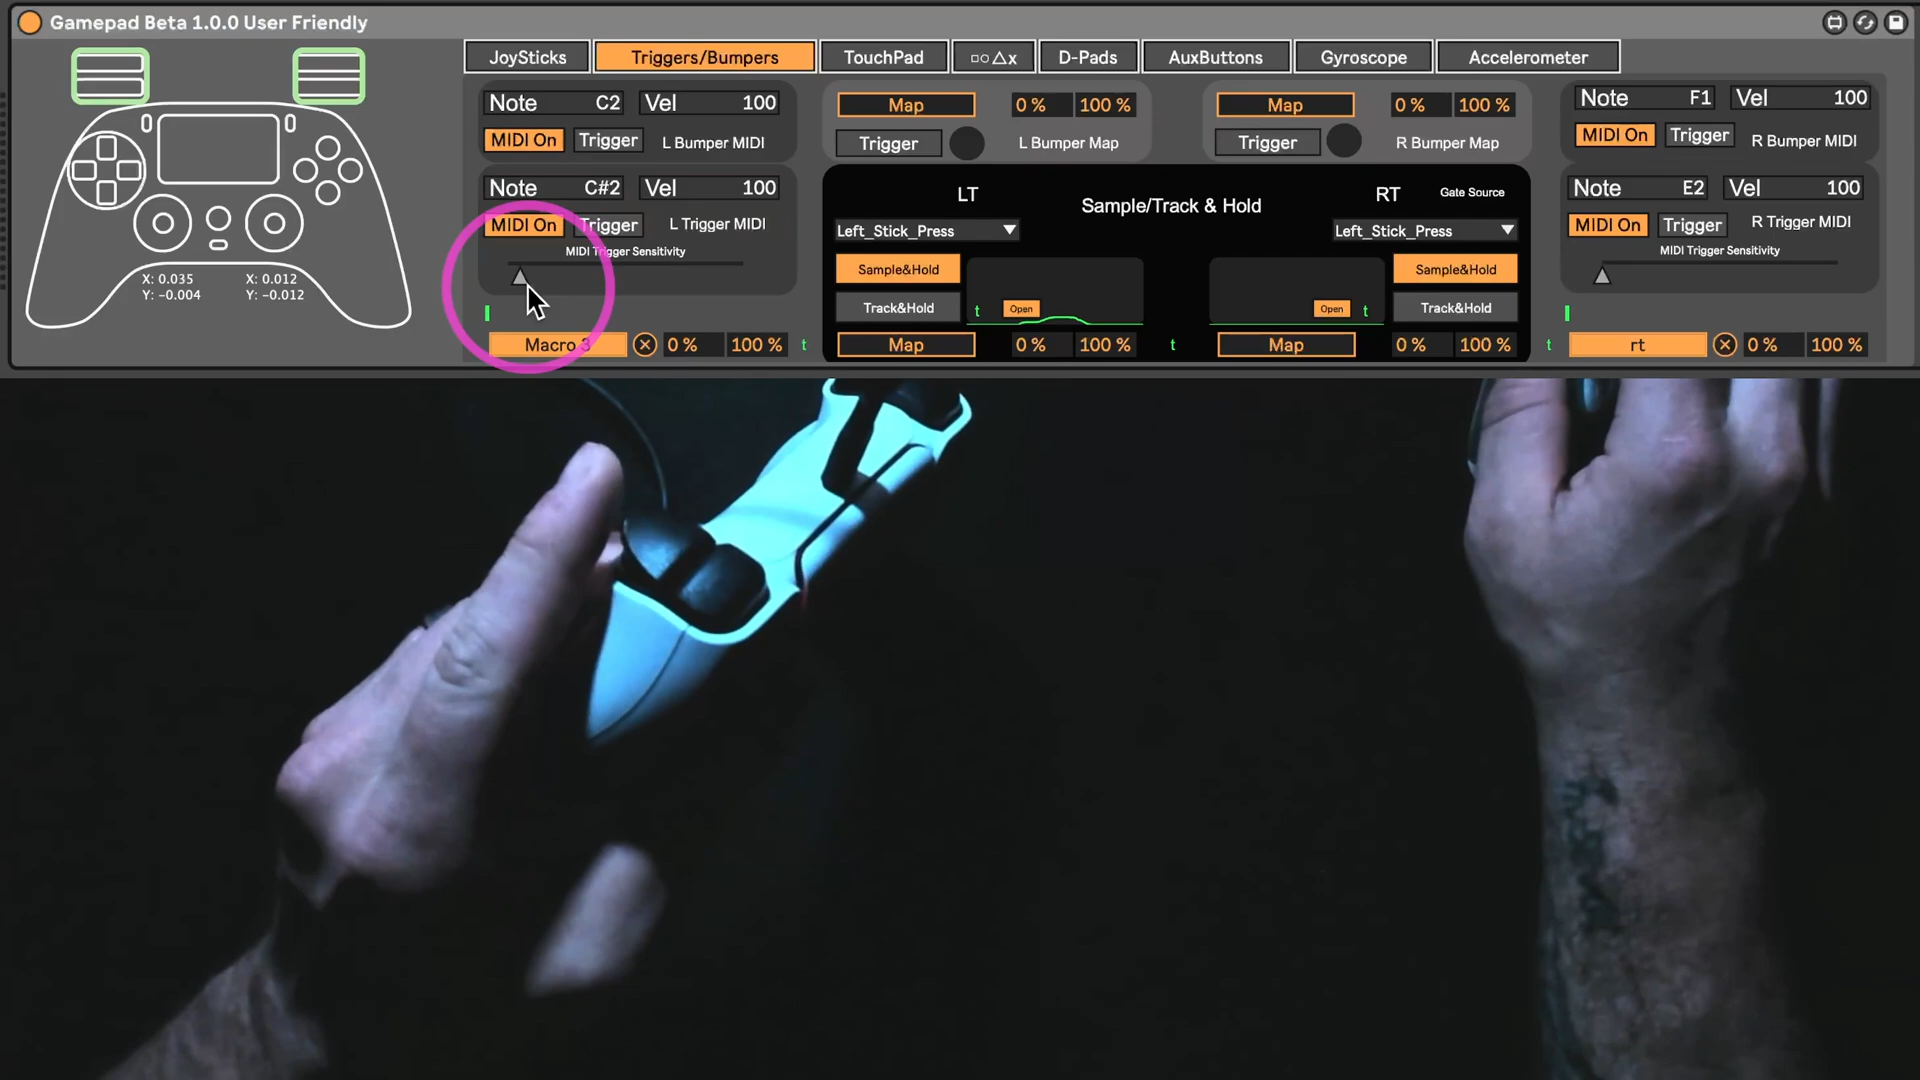 Gamepad Beta 1.0.0 User Friendly
JoySticks
Triggers/Bumpers
TouchPad
□○△x
D-Pads
AuxButtons
Gyroscope
Accelerometer
Note C2 Vel 100
MIDI On Trigger L Bumper MIDI
Note C#2 Vel 100
MIDI On Trigger L Trigger MIDI
MIDI Trigger Sensitivity
Macro 3 0 % 100 % t
X: 0.035
Y: -0.004
X: 0.012
Y: -0.012
Map 0 % 100 %
Trigger L Bumper Map
Map 0 % 100 %
Trigger R Bumper Map
LT Sample/Track & Hold RT Gate Source
Left_Stick_Press
Left_Stick_Press
Sample&Hold
Track&Hold
t Open
Open t
Sample&Hold
Track&Hold
Map 0 % 100 % t
Map 0 % 100 % t
Note F1 Vel 100
MIDI On Trigger R Bumper MIDI
Note E2 Vel 100
MIDI On Trigger R Trigger MIDI
MIDI Trigger Sensitivity
rt 0 % 100 %